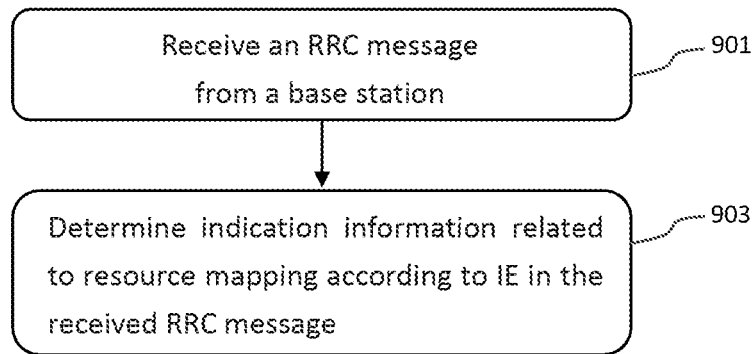 Receive an RRC message
from a base station
901
Determine indication information related
to resource mapping according to IE in the
received RRC message
903